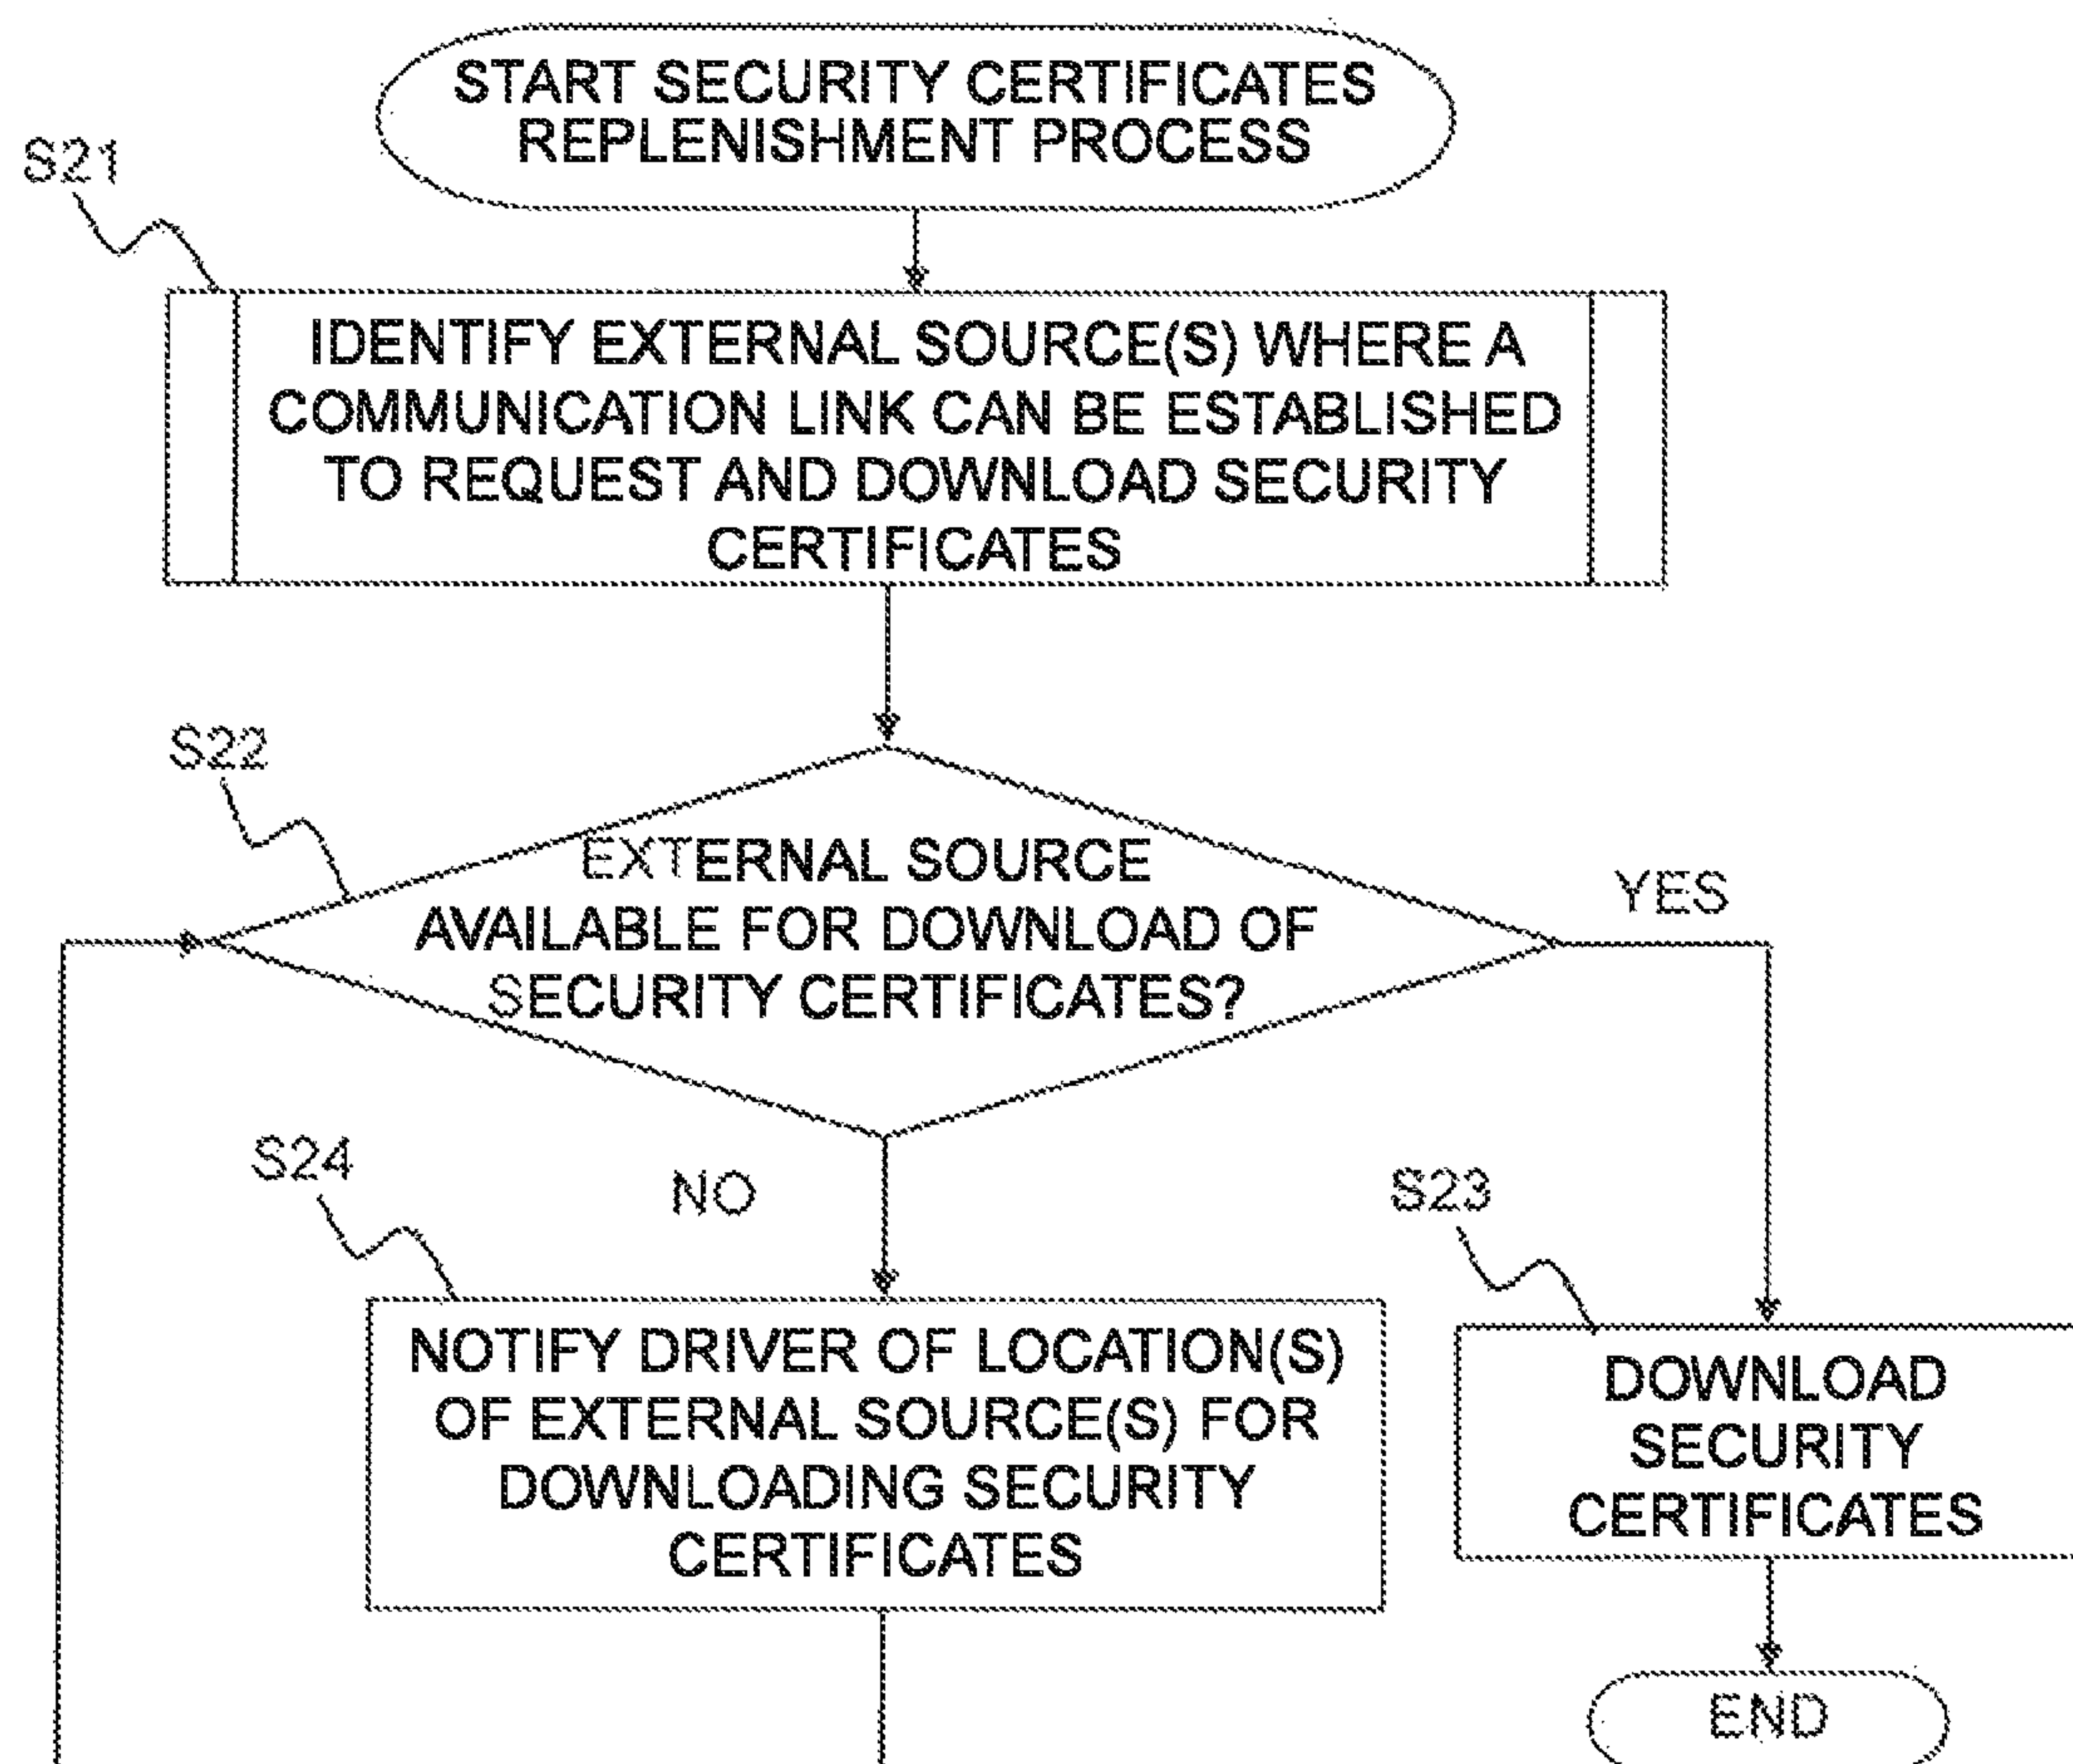 START SECURITY CERTIFICATES
REPLENISHMENT PROCESS
S21
IDENTIFY EXTERNAL SOURCE(S) WHERE A
COMMUNICATION LINK CAN BE ESTABLISHED
TO REQUEST AND DOWNLOAD SECURITY
CERTIFICATES
S22
EXTERNAL SOURCE
AVAILABLE FOR DOWNLOAD OF
SECURITY CERTIFICATES?
YES
NO
S24
NOTIFY DRIVER OF LOCATION(S)
OF EXTERNAL SOURCE(S) FOR
DOWNLOADING SECURITY
CERTIFICATES
S23
DOWNLOAD
SECURITY
CERTIFICATES
END